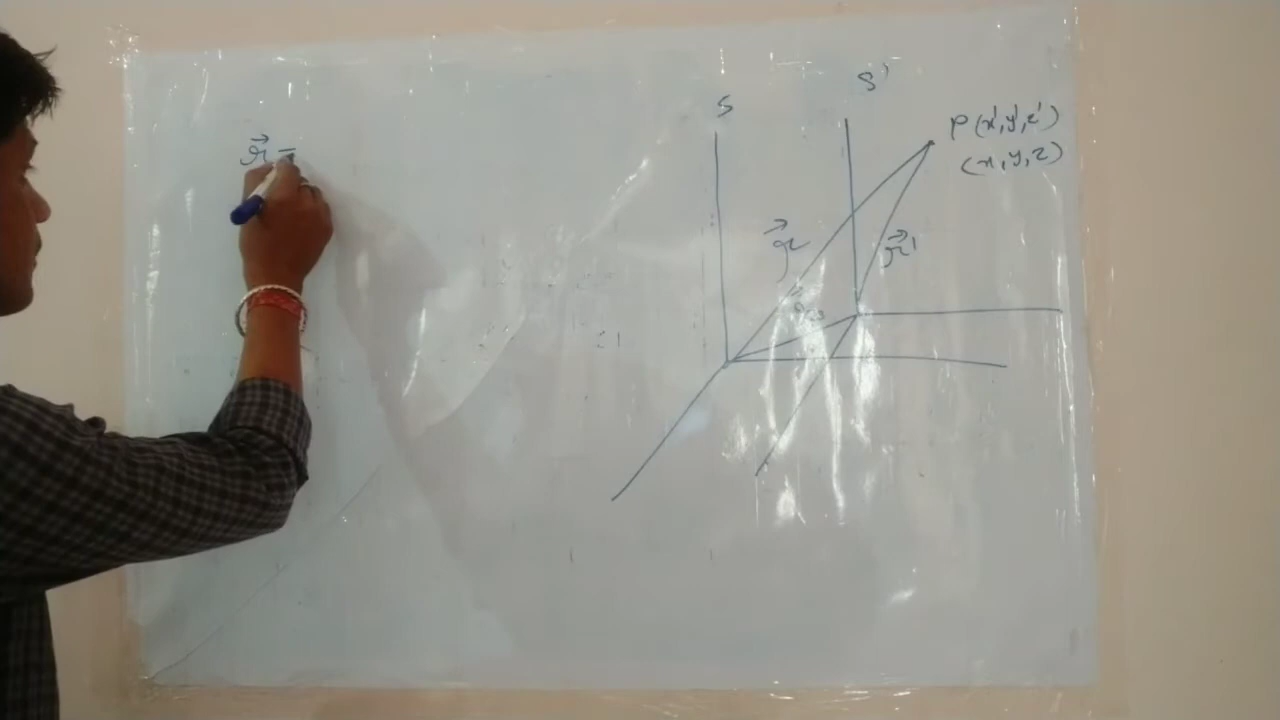 r⃗ =
S
S'
P(x',y',z')
(x,y,z)
r⃗
r⃗'